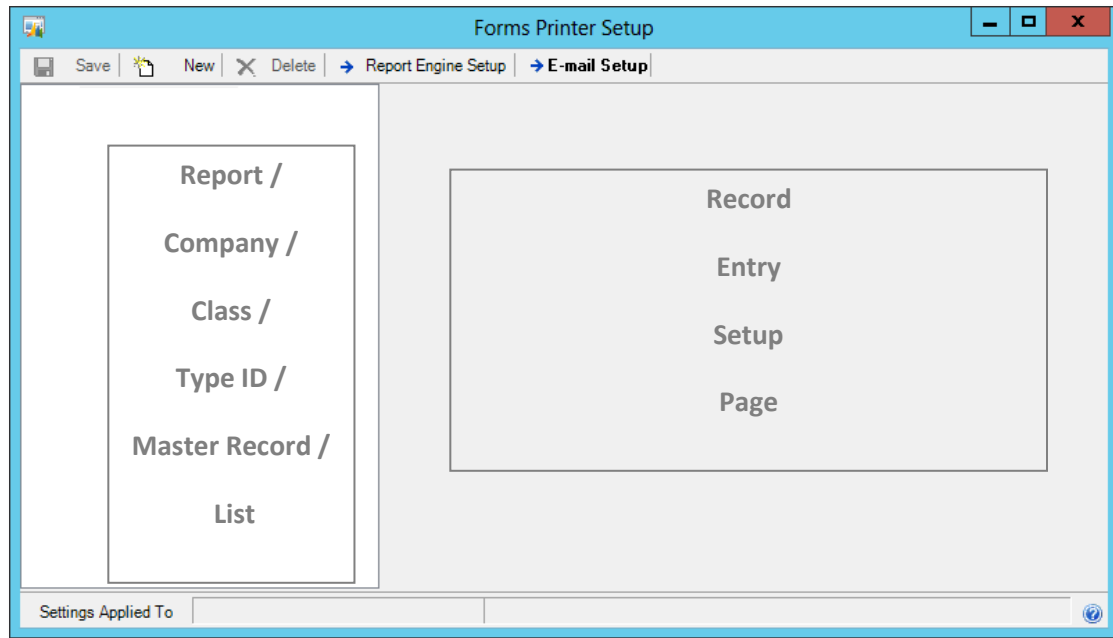 Forms Printer Setup
Save New Delete Report Engine Setup E-mail Setup
Report /
Company /
Class /
Type ID /
Master Record /
List
Record
Entry
Setup
Page
Settings Applied To